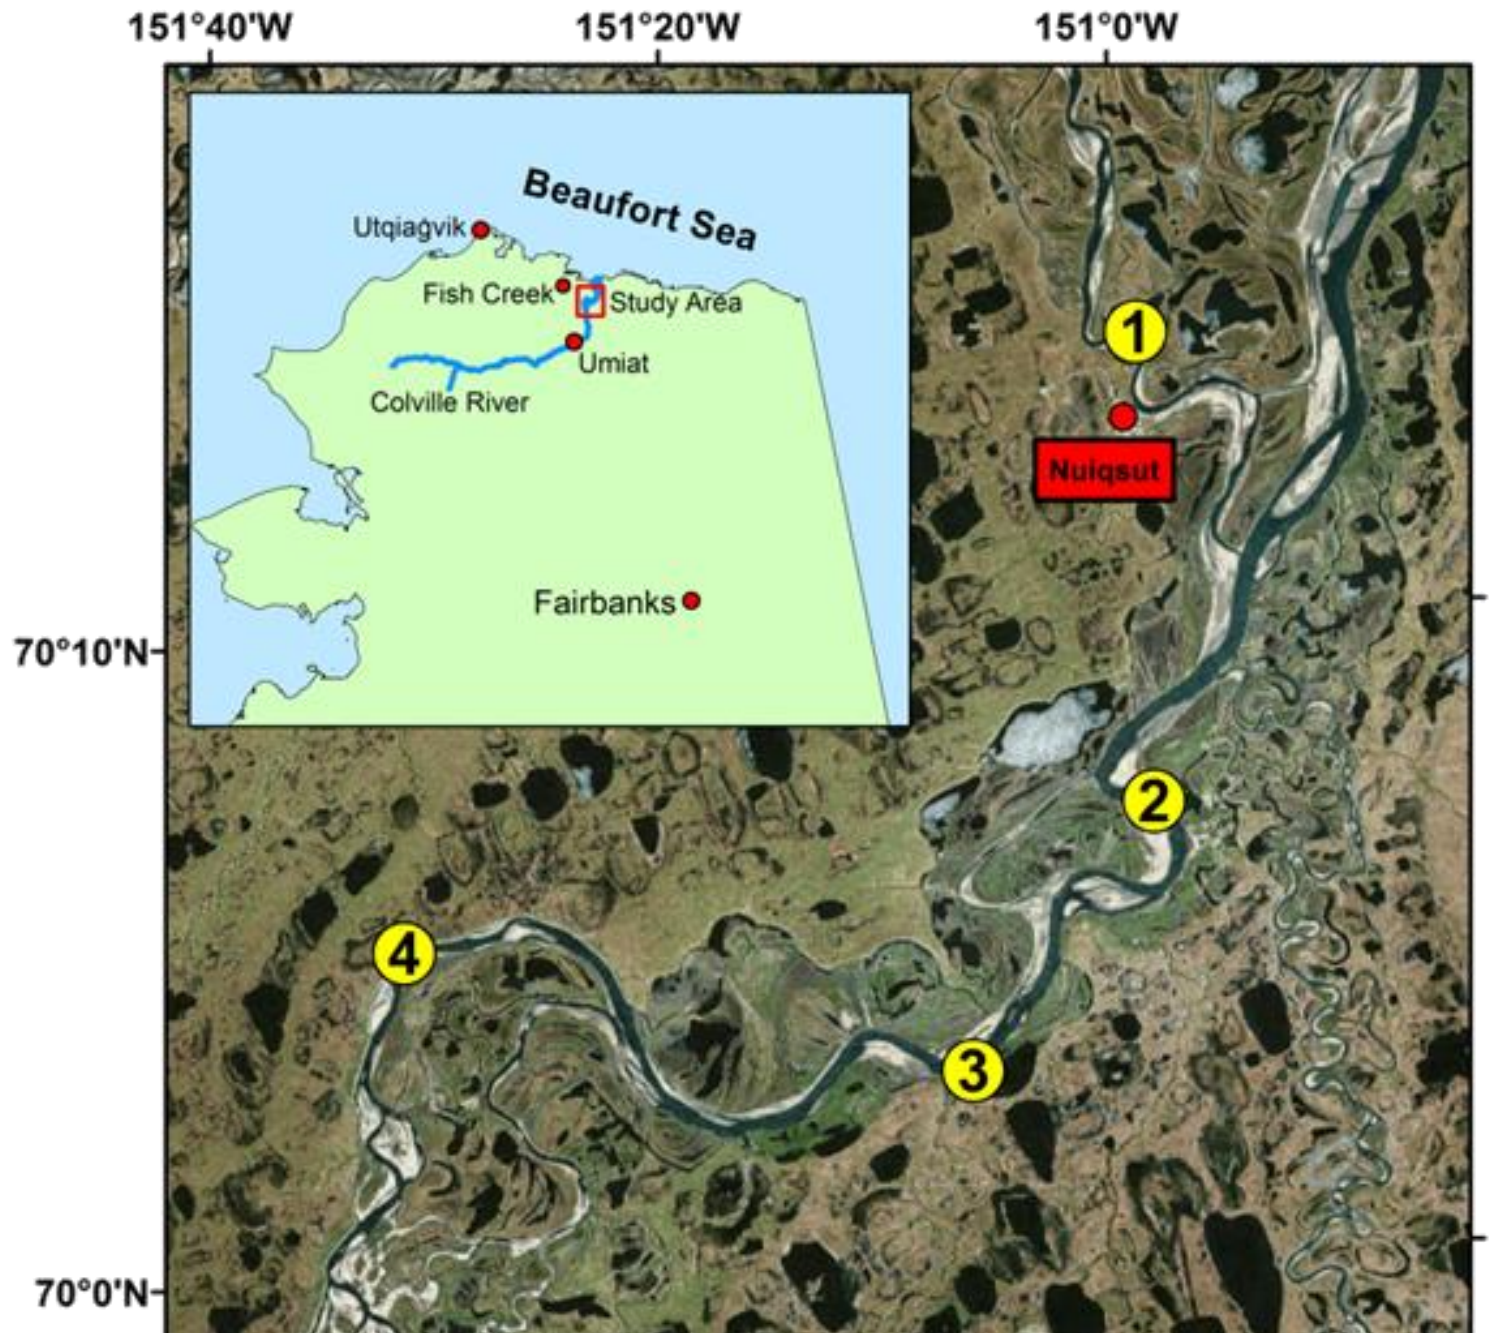 151°40'W 151°20'W 151°0'W
Beaufort Sea
Utqiaġvik
Fish Creek
Study Area
Umiat
Colville River
Fairbanks
1
Nuiqsut
70°10'N
2
4
3
70°0'N